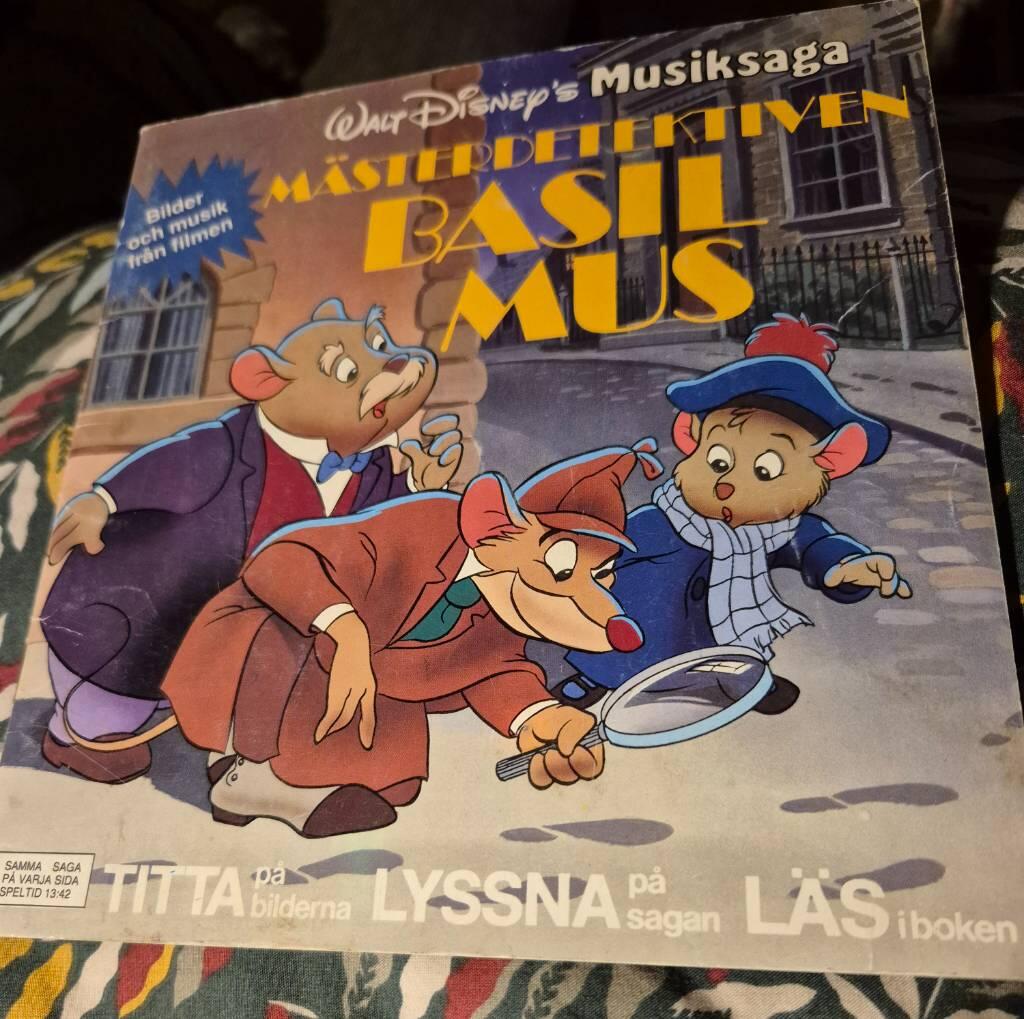 WALT DISNEY'S Musiksaga
MÄSTERDETEKTIVEN
BASIL
MUS
Bilder
och musik
från filmen
SAMMA SAGA
PÅ VARJA SIDA
SPELTID 13:42
TITTA på bilderna LYSSNA på sagan LÄS i boken